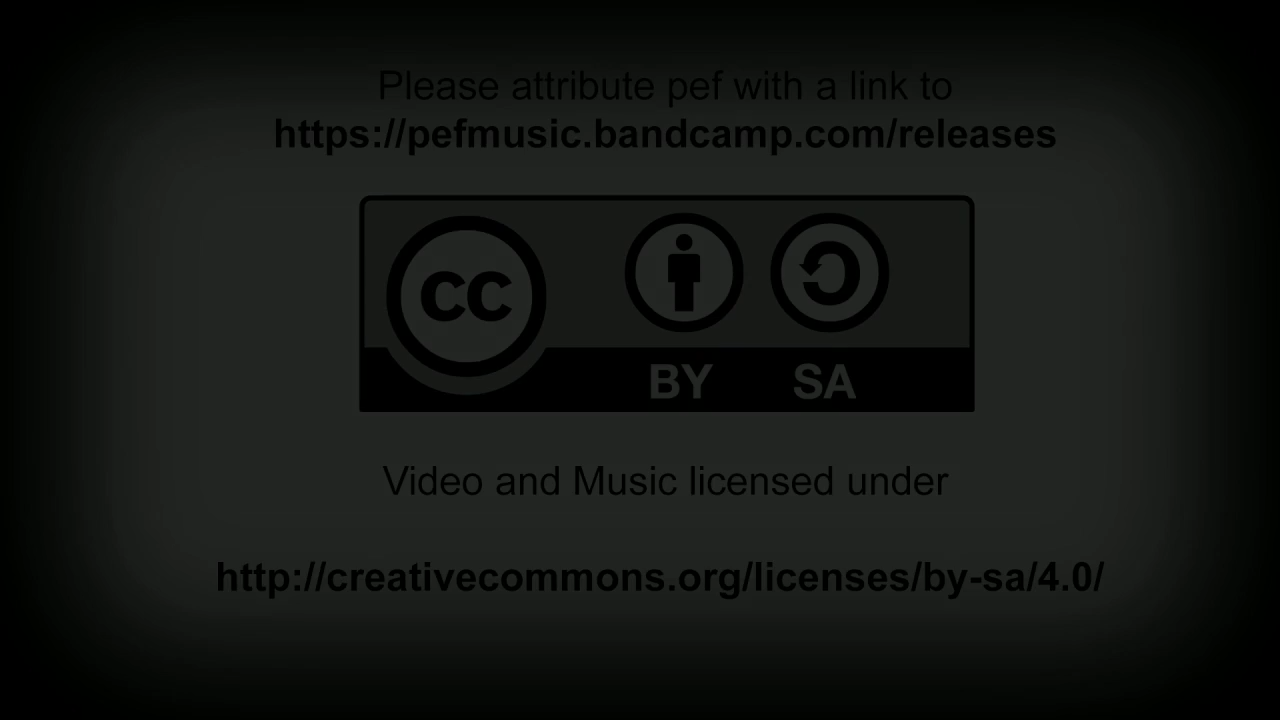 Please attribute pef with a link to
https://pefmusic.bandcamp.com/releases
CC
BY SA
Video and Music licensed under
http://creativecommons.org/licenses/by-sa/4.0/